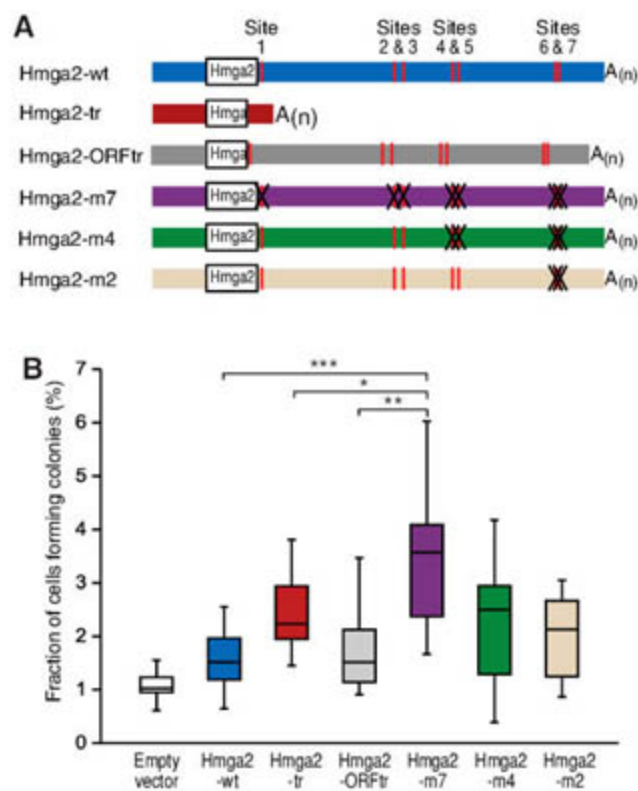 A
Site 1
Sites 2 & 3
Sites 4 & 5
Sites 6 & 7
Hmga2-wt Hmga2 A(n)
Hmga2-tr Hmga A(n)
Hmga2-ORFtr Hmga A(n)
Hmga2-m7 Hmga2 A(n)
Hmga2-m4 Hmga2 A(n)
Hmga2-m2 Hmga2 A(n)
B
Fraction of cells forming colonies (%)
7
6
5
4
3
2
1
0
***
*
**
Empty vector
Hmga2 -wt
Hmga2 -tr
Hmga2 -ORFtr
Hmga2 -m7
Hmga2 -m4
Hmga2 -m2